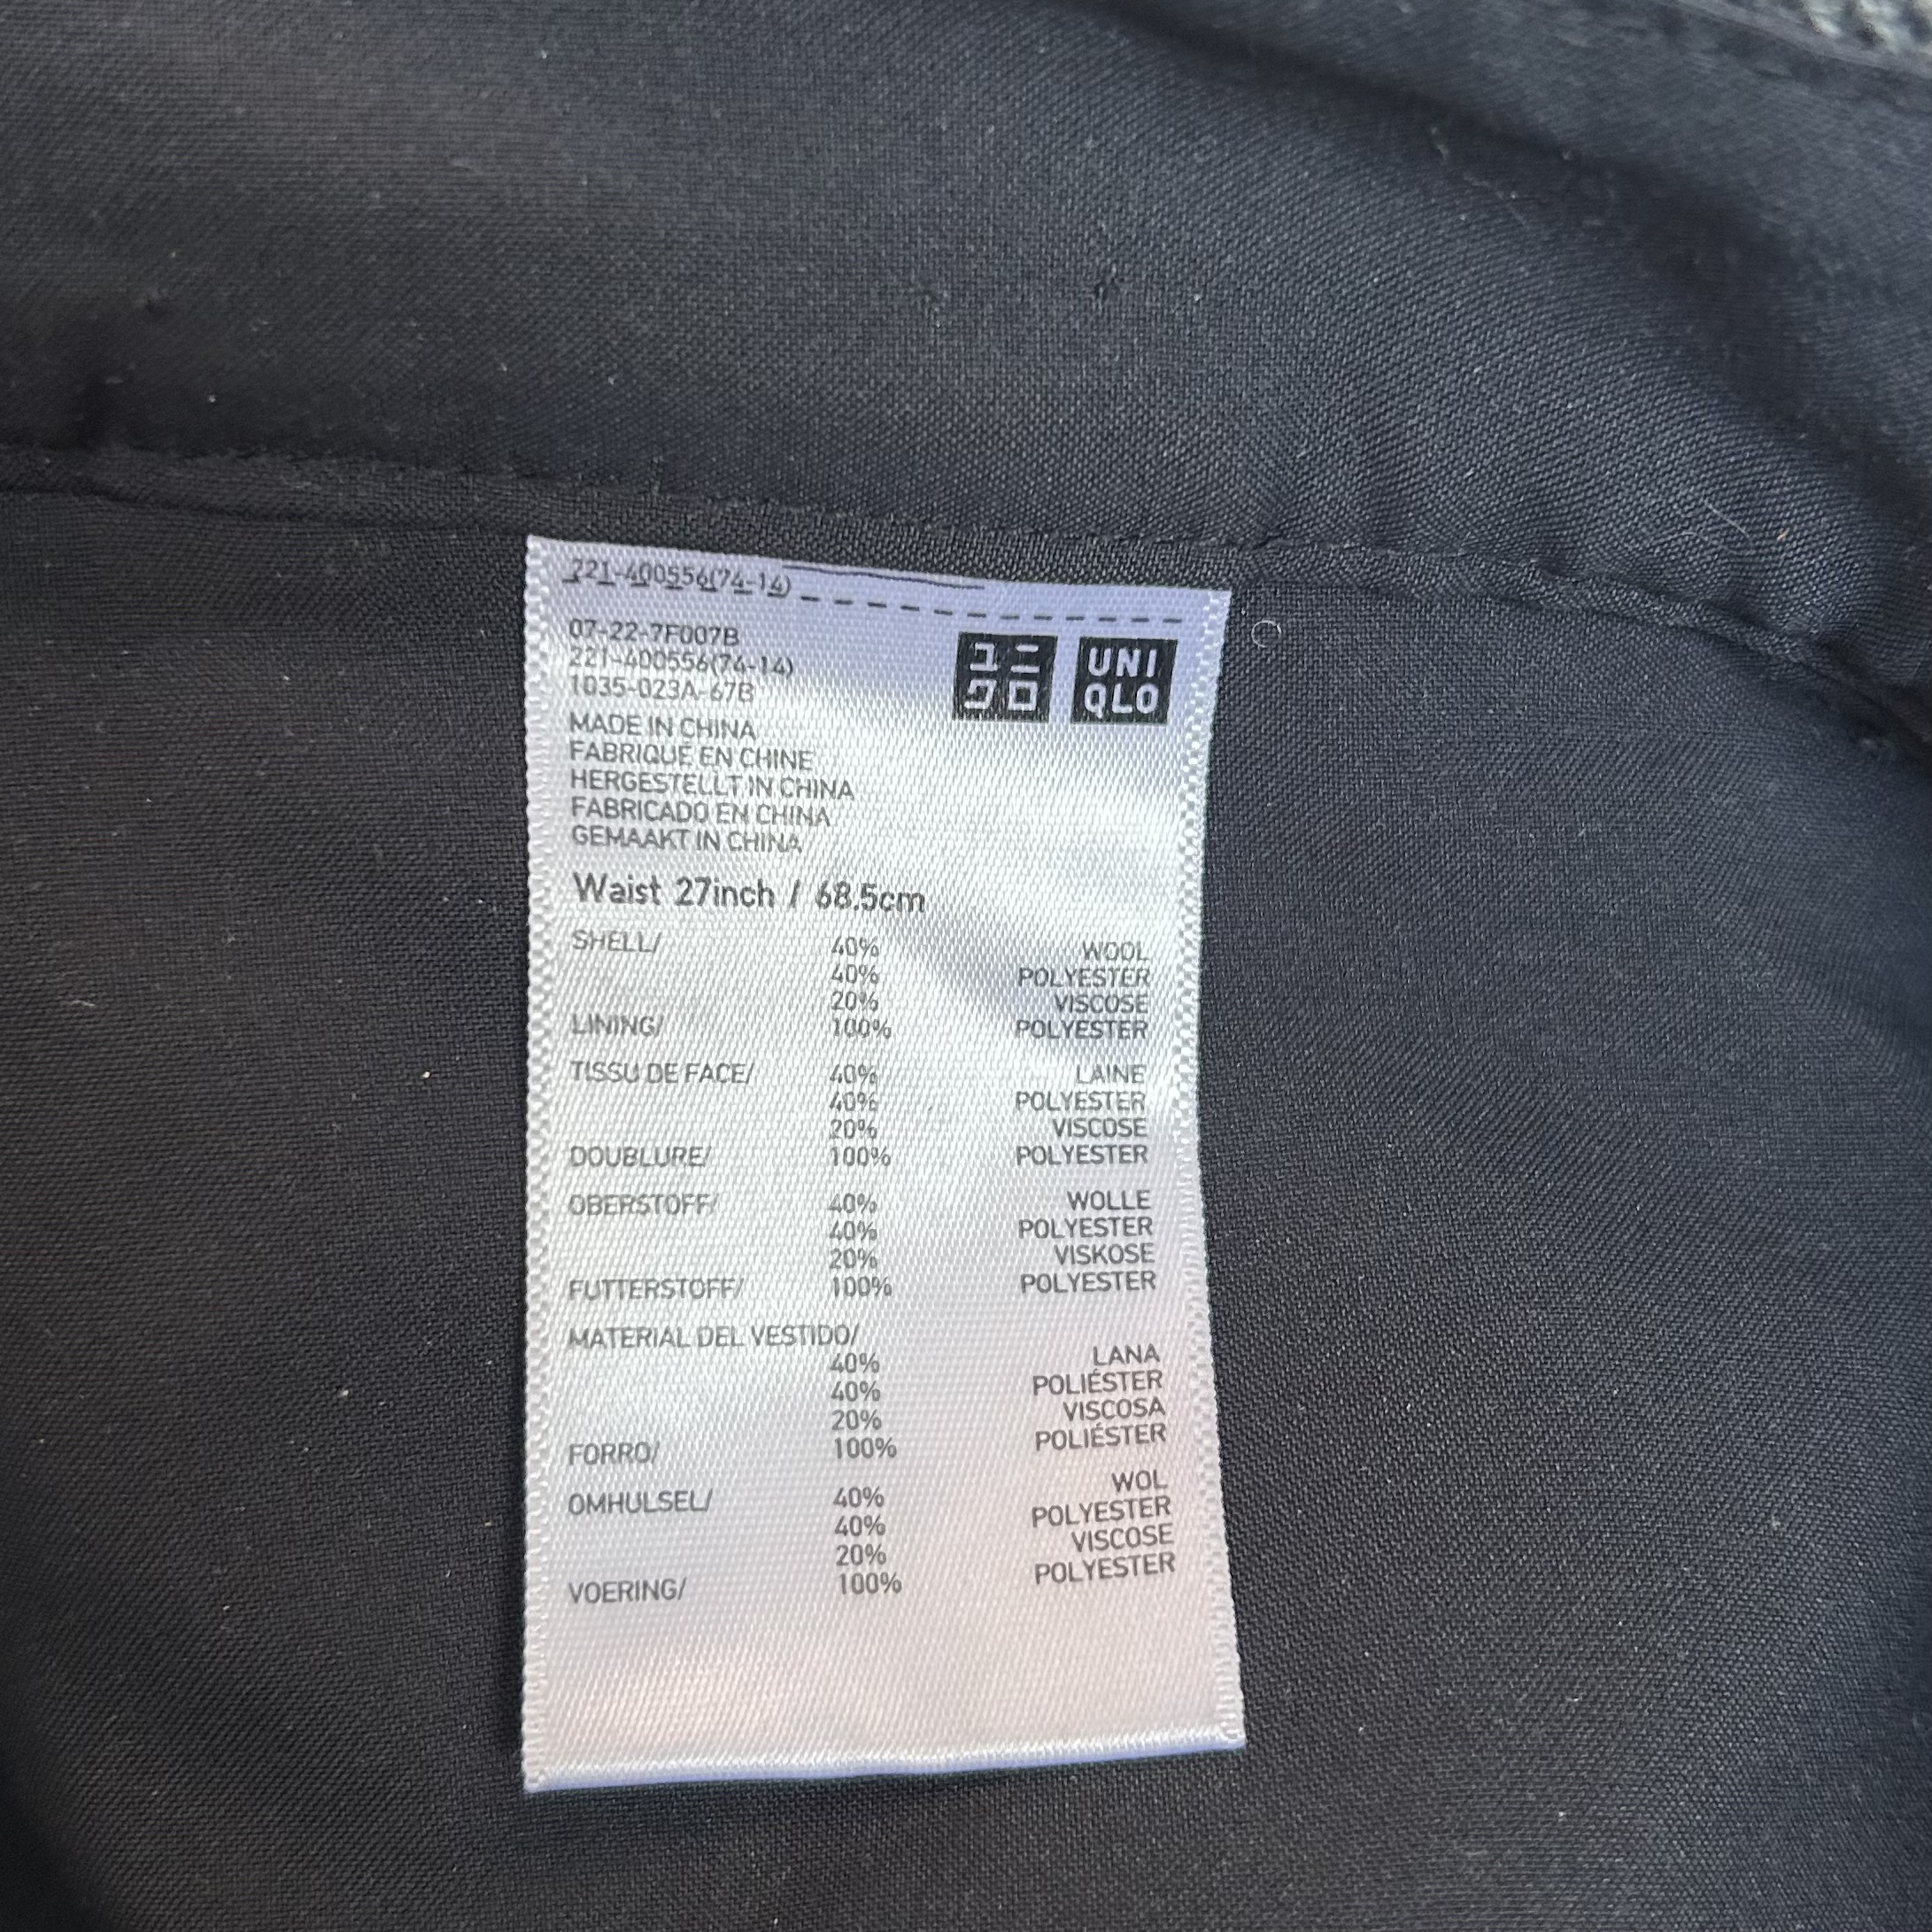 221-400556(74-14)
07-22-7F007B
221-400556(74-14)
1035-023A-67B
ユニ
クロ
UNI
QLO
MADE IN CHINA
FABRIQUÉ EN CHINE
HERGESTELLT IN CHINA
FABRICADO EN CHINA
GEMAAKT IN CHINA
Waist 27inch / 68.5cm
SHELL/ 40% WOOL
40% POLYESTER
20% VISCOSE
LINING/ 100% POLYESTER
TISSU DE FACE/ 40% LAINE
40% POLYESTER
20% VISCOSE
DOUBLURE/ 100% POLYESTER
OBERSTOFF/ 40% WOLLE
40% POLYESTER
20% VISKOSE
FUTTERSTOFF/ 100% POLYESTER
MATERIAL DEL VESTIDO/
40% LANA
40% POLIÉSTER
20% VISCOSA
FORRO/ 100% POLIÉSTER
OMHULSEL/ 40% WOL
40% POLYESTER
20% VISCOSE
VOERING/ 100% POLYESTER